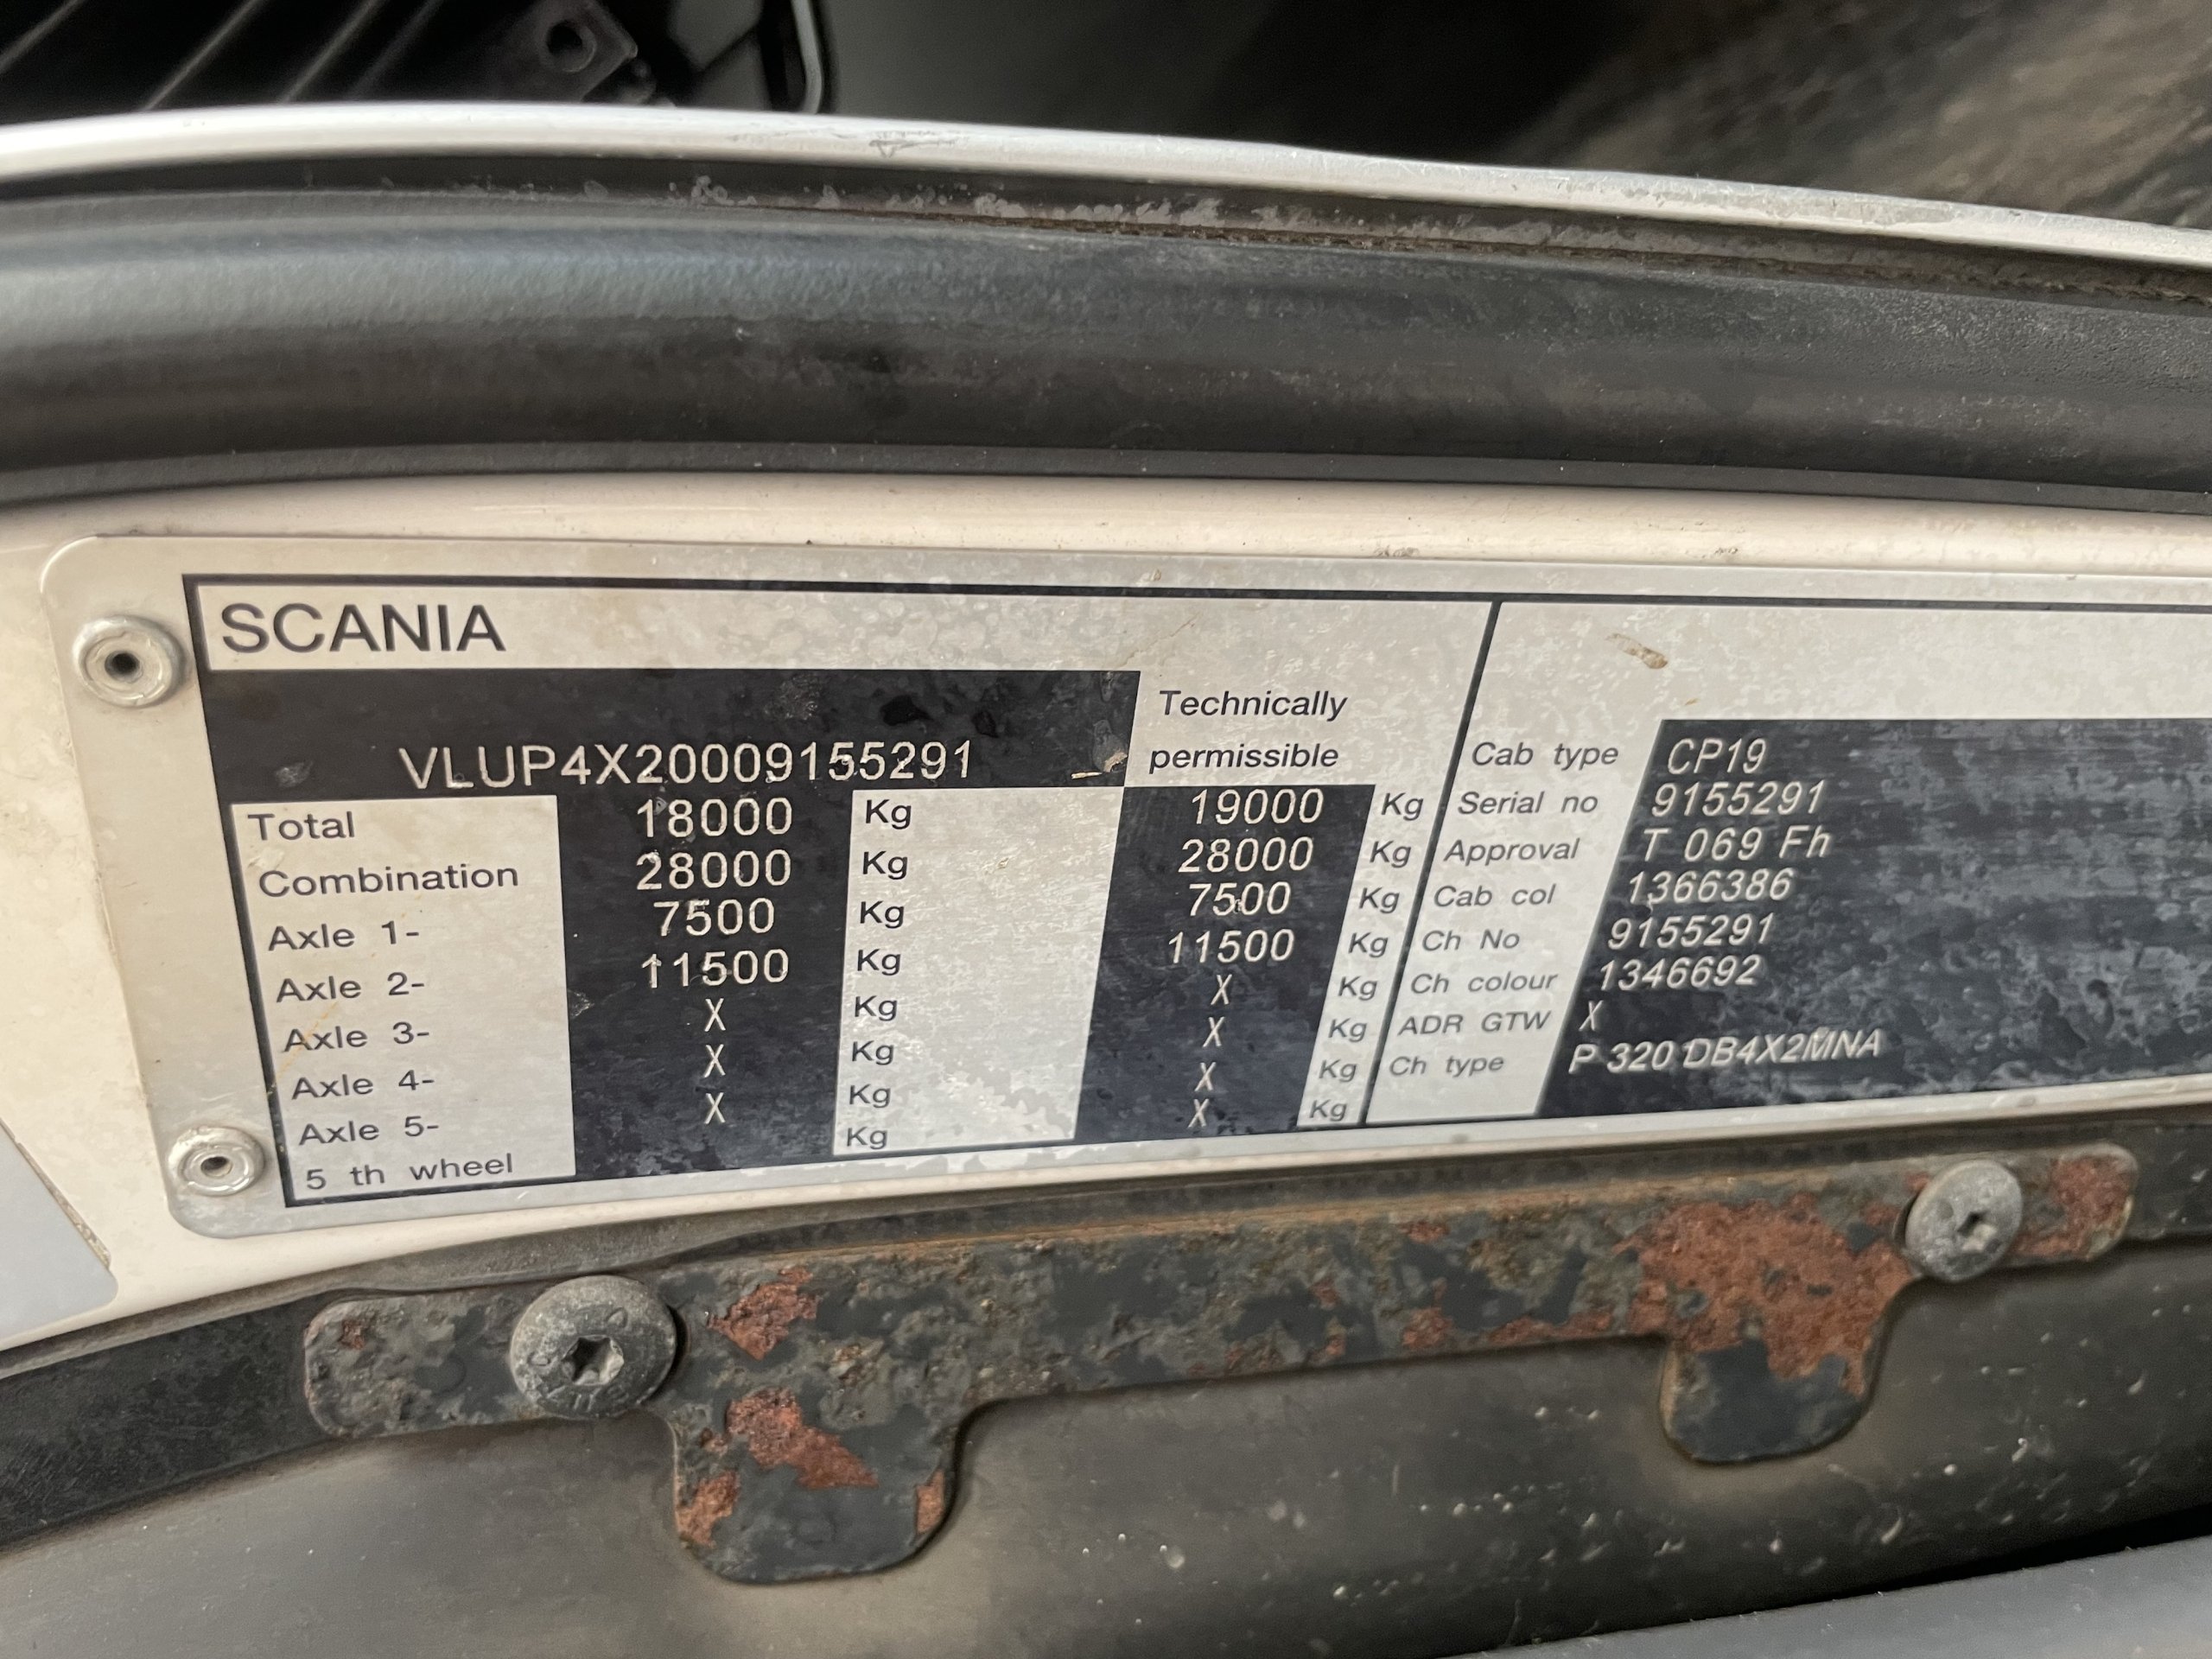 SCANIA
VLUP4X20009155291
Technically
permissible
Total 18000 Kg 19000 Kg
Combination 28000 Kg 28000 Kg
Axle 1- 7500 Kg 7500 Kg
Axle 2- 11500 Kg 11500 Kg
Axle 3- X Kg X Kg
Axle 4- X Kg X Kg
Axle 5- X Kg X Kg
5 th wheel Kg X Kg
Cab type CP19
Serial no 9155291
Approval T 069 Fh
Cab col 1366386
Ch No 9155291
Ch colour 1346692
ADR GTW X
Ch type P 320 DB4X2MNA